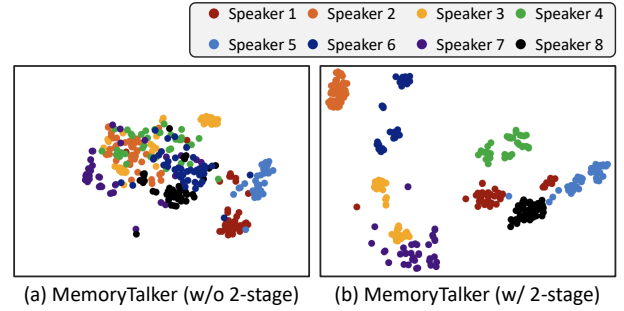 Speaker 1 Speaker 2 Speaker 3 Speaker 4
Speaker 5 Speaker 6 Speaker 7 Speaker 8
(a) MemoryTalker (w/o 2-stage) (b) MemoryTalker (w/ 2-stage)